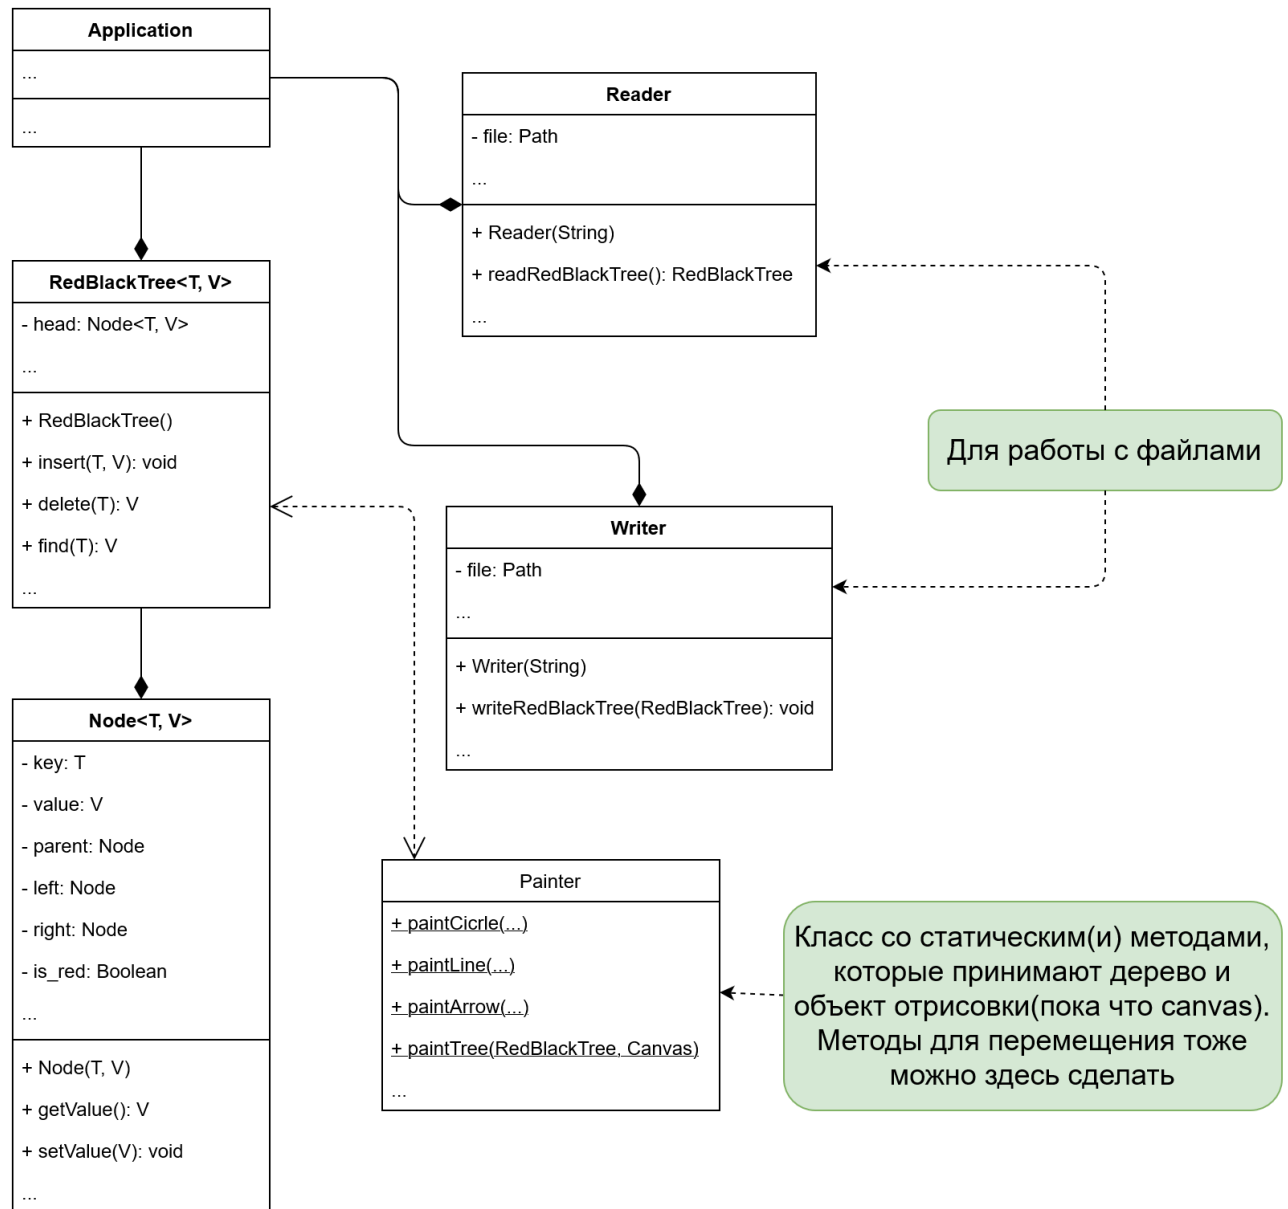 Application
...
...
Reader
- file: Path
...
+ Reader(String)
+ readRedBlackTree(): RedBlackTree
...
RedBlackTree<T, V>
- head: Node<T, V>
...
+ RedBlackTree()
+ insert(T, V): void
+ delete(T): V
+ find(T): V
...
Для работы с файлами
Writer
- file: Path
...
+ Writer(String)
+ writeRedBlackTree(RedBlackTree): void
...
Node<T, V>
- key: T
- value: V
- parent: Node
- left: Node
- right: Node
- is_red: Boolean
...
+ Node(T, V)
+ getValue(): V
+ setValue(V): void
...
Painter
+ paintCicrle(...)
+ paintLine(...)
+ paintArrow(...)
+ paintTree(RedBlackTree, Canvas)
...
Класс со статическим(и) методами,
которые принимают дерево и
объект отрисовки(пока что canvas).
Методы для перемещения тоже
можно здесь сделать